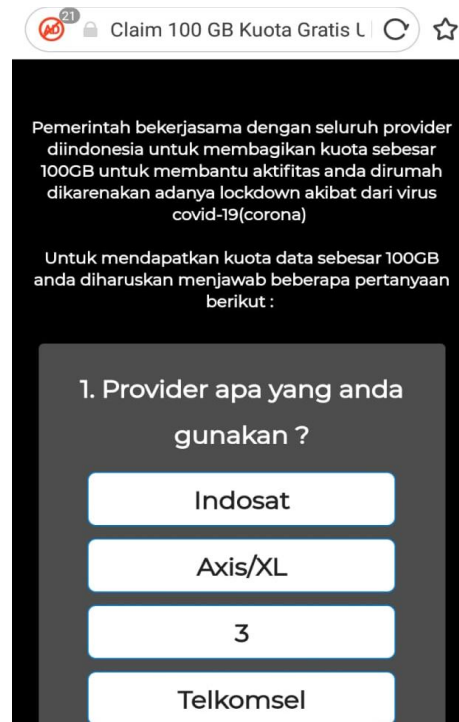 21
AD
Claim 100 GB Kuota Gratis U
Pemerintah bekerjasama dengan seluruh provider
diindonesia untuk membagikan kuota sebesar
100GB untuk membantu aktifitas anda dirumah
dikarenakan adanya lockdown akibat dari virus
covid-19(corona)
Untuk mendapatkan kuota data sebesar 100GB
anda diharuskan menjawab beberapa pertanyaan
berikut :
1. Provider apa yang anda
gunakan ?
Indosat
Axis/XL
3
Telkomsel